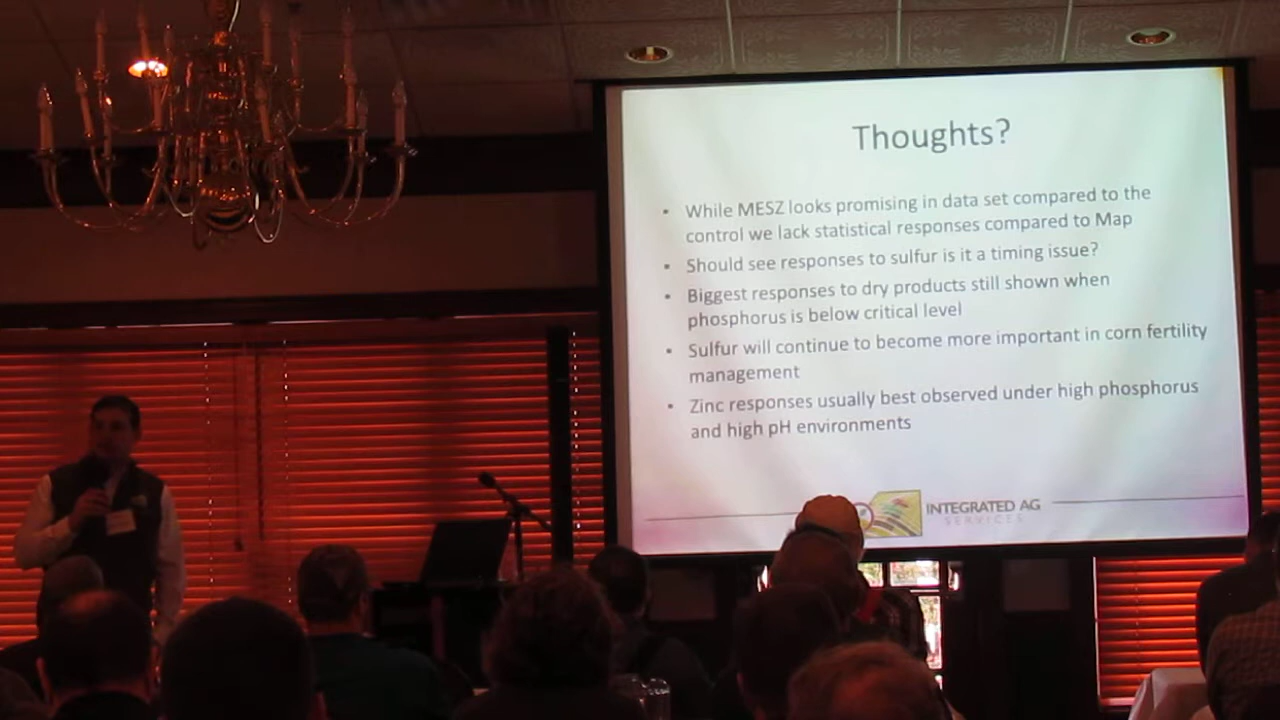 Thoughts?
▪ While MESZ looks promising in data set compared to the
control we lack statistical responses compared to Map
▪ Should see responses to sulfur is it a timing issue?
▪ Biggest responses to dry products still shown when
phosphorus is below critical level
▪ Sulfur will continue to become more important in corn fertility
management
▪ Zinc responses usually best observed under high phosphorus
and high pH environments
INTEGRATED AG
SERVICES